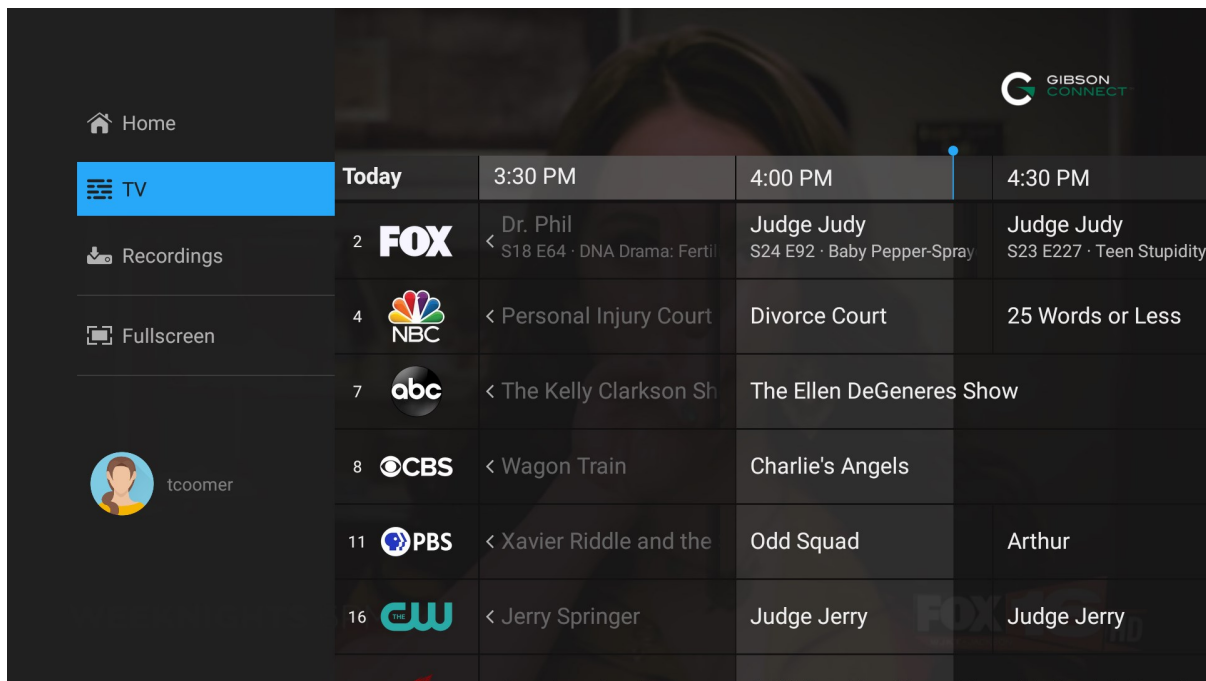 GIBSON
CONNECT
Home
TV
Recordings
Fullscreen
tcoomer
Today 3:30 PM 4:00 PM 4:30 PM
2 FOX < Dr. Phil Judge Judy Judge Judy
S18 E64 · DNA Drama: Fertil S24 E92 · Baby Pepper-Spray S23 E227 · Teen Stupidity
4 NBC < Personal Injury Court Divorce Court 25 Words or Less
7 abc < The Kelly Clarkson Sh The Ellen DeGeneres Show
8 CBS < Wagon Train Charlie's Angels
11 PBS < Xavier Riddle and the Odd Squad Arthur
16 THE CW < Jerry Springer Judge Jerry Judge Jerry
FOX HD